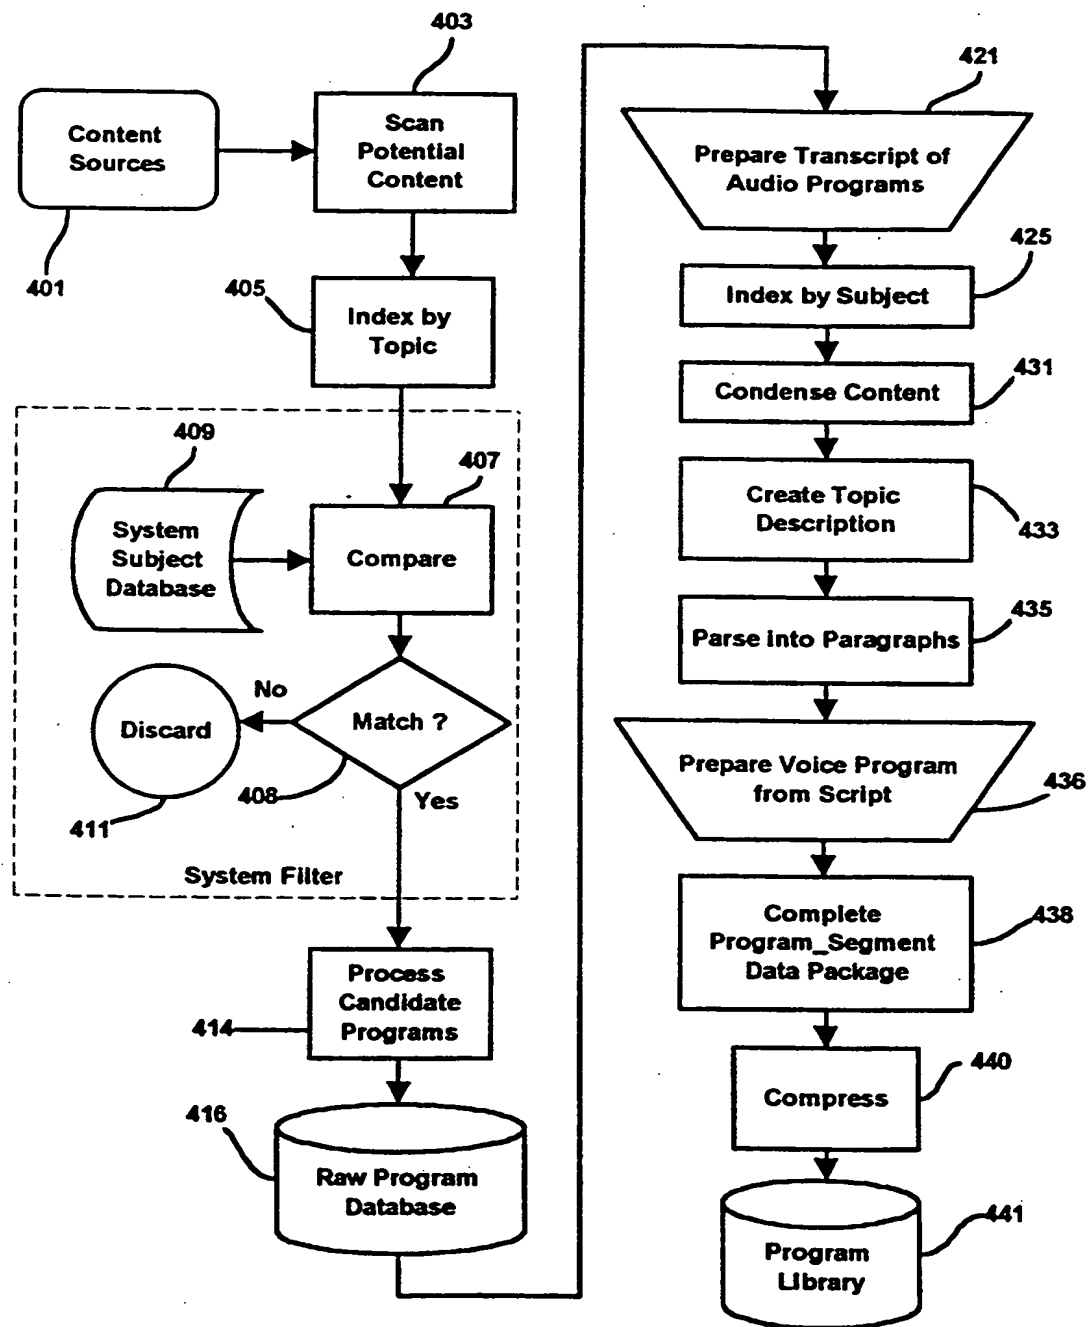 403
Content
Sources
Scan
Potential
Content
401
405
Index by
Topic
409
407
System
Subject
Database
Compare
No
Discard
Match ?
408
Yes
411
System Filter
Process
Candidate
Programs
414
416
Raw Program
Database
421
Prepare Transcript of
Audio Programs
425
Index by Subject
431
Condense Content
Create Topic
Description
433
435
Parse into Paragraphs
Prepare Voice Program
from Script
436
Complete
Program_Segment
Data Package
438
440
Compress
441
Program
Library